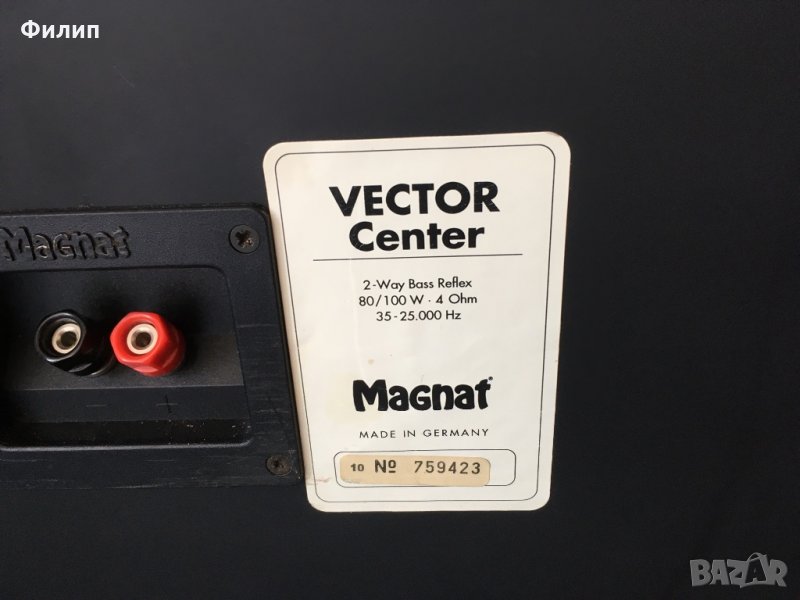 Филип
VECTOR
Center
2-Way Bass Reflex
80/100 W · 4 Ohm
35-25.000 Hz
Magnat
Magnat
MADE IN GERMANY
10 № 759423
- +
BAZAR